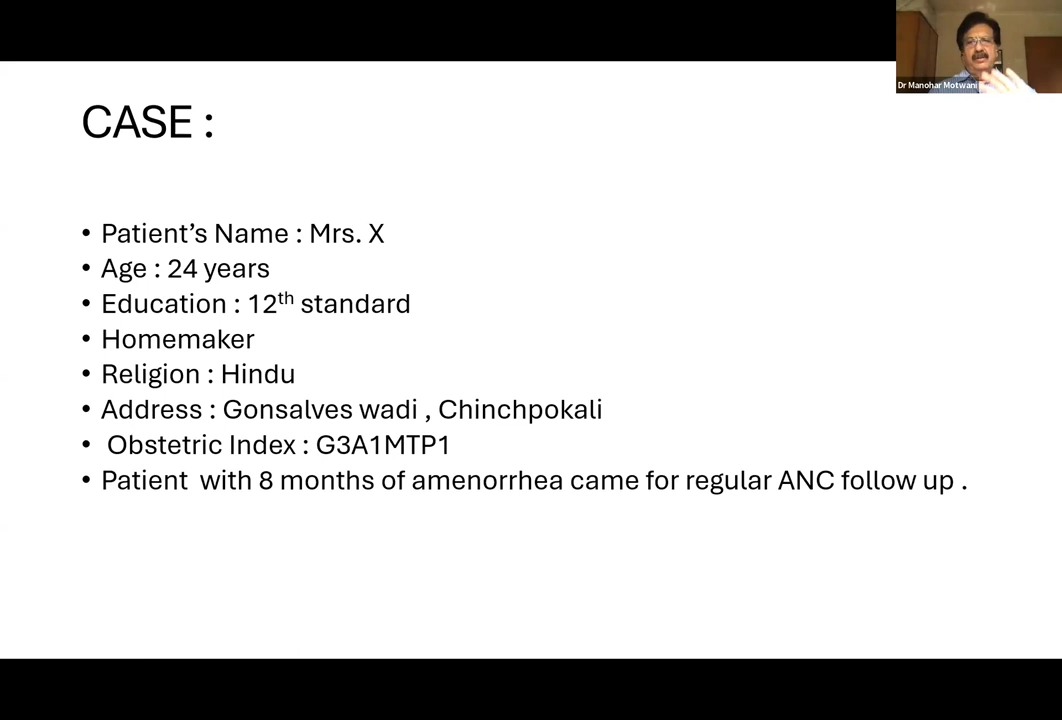 Dr Manohar Motwani
CASE :
• Patient’s Name : Mrs. X
• Age : 24 years
• Education : 12th standard
• Homemaker
• Religion : Hindu
• Address : Gonsalves wadi , Chinchpokali
• Obstetric Index : G3A1MTP1
• Patient with 8 months of amenorrhea came for regular ANC follow up .